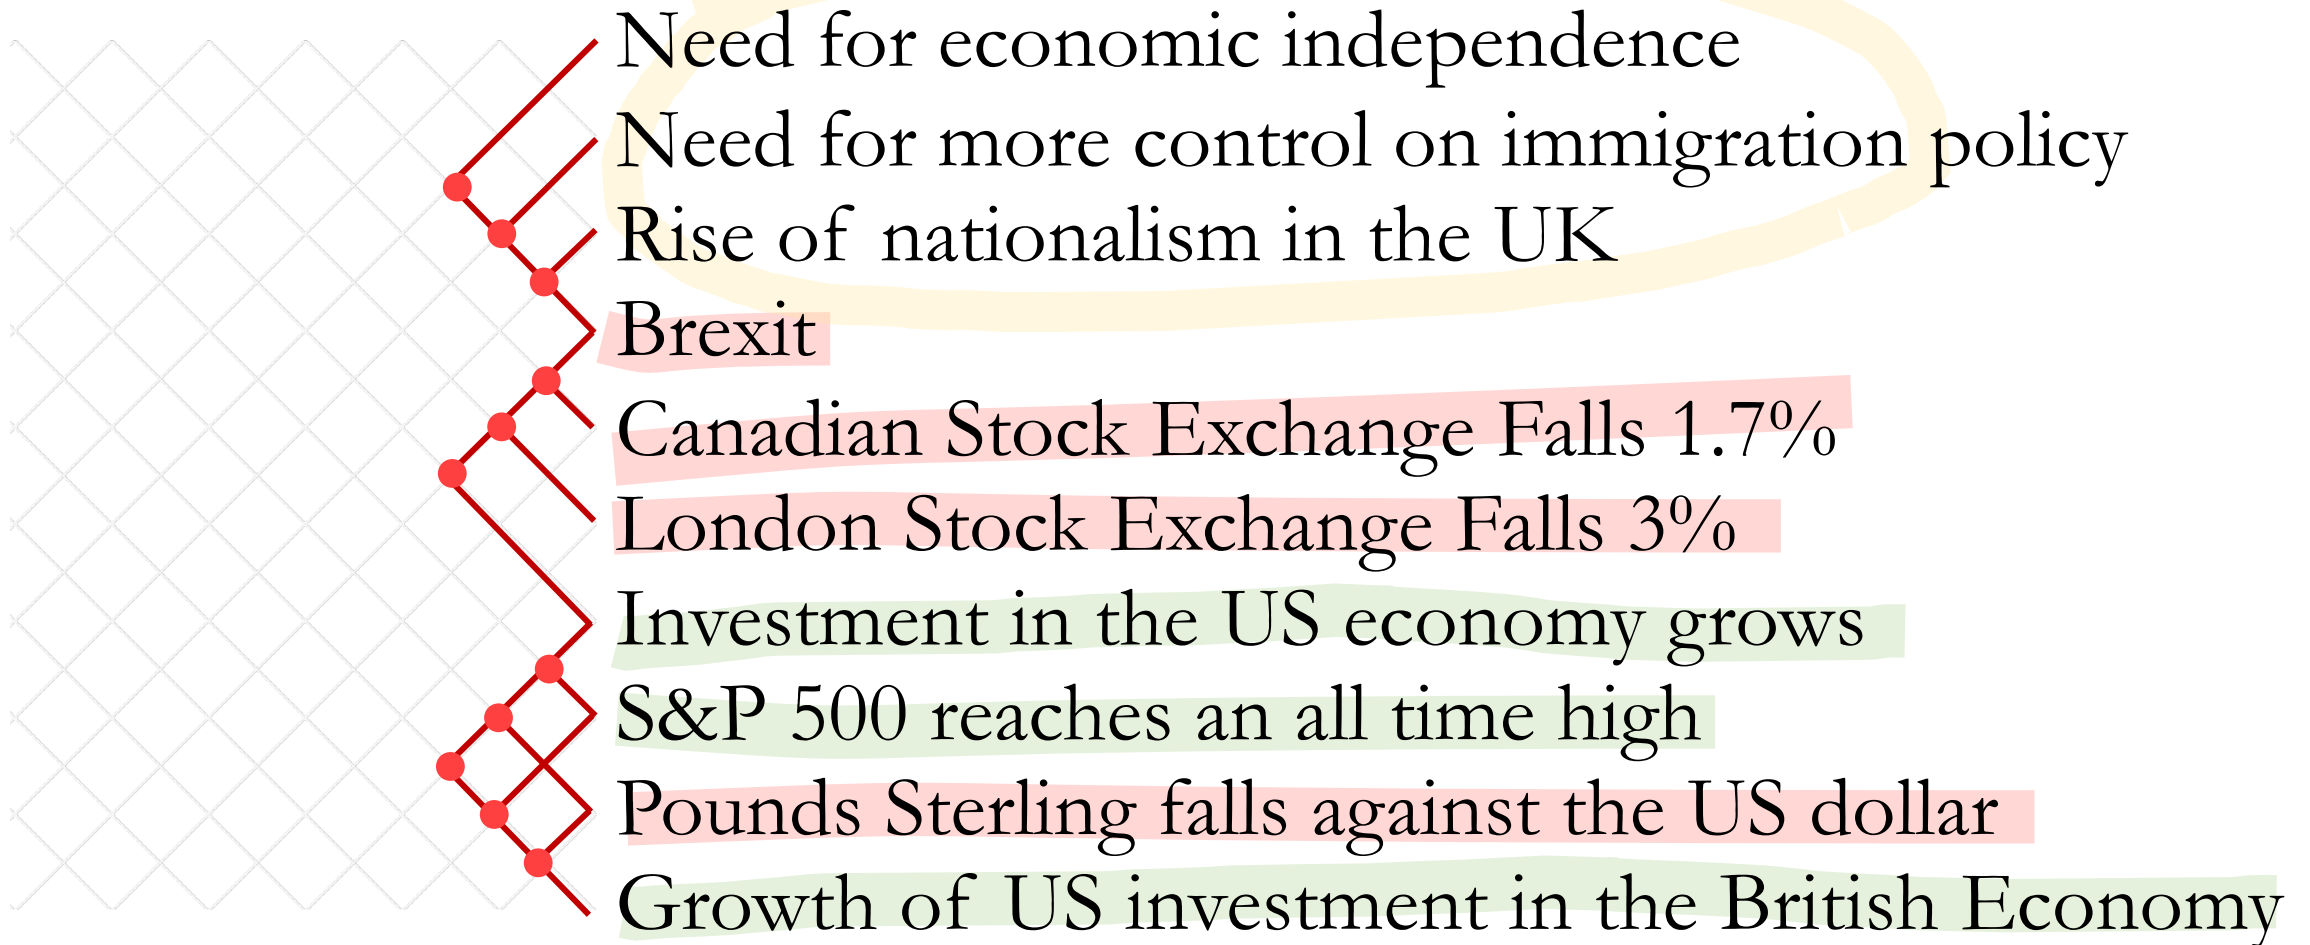 Need for economic independence
Need for more control on immigration policy
Rise of nationalism in the UK
Brexit
Canadian Stock Exchange Falls 1.7%
London Stock Exchange Falls 3%
Investment in the US economy grows
S&P 500 reaches an all time high
Pounds Sterling falls against the US dollar
Growth of US investment in the British Economy